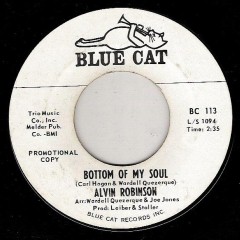 BLUE CAT
Trio Music
Co., Inc.
Melder Pub.
Co. -BMI
BC 113
L/S 1094
Time: 2:35
PROMOTIONAL
COPY
BOTTOM OF MY SOUL
(Carl Hogan & Wardell Quezerque)
ALVIN ROBINSON
Arr: Wardell Quezerque & Joe Jones
Prod: Leiber & Stoller
BLUE CAT RECORDS INC.